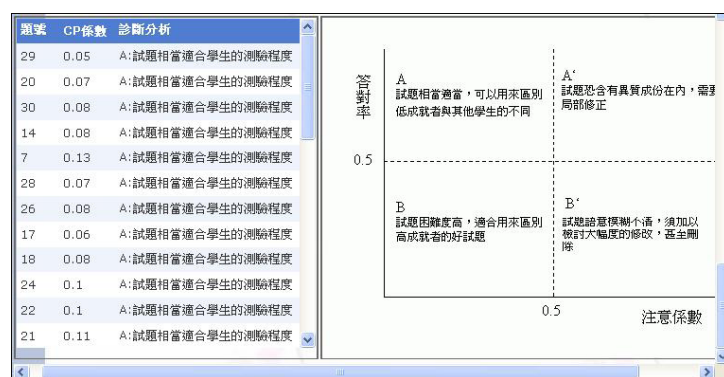 題號 CP係數 診斷分析
29 0.05 A:試題相當適合學生的測驗程度
20 0.07 A:試題相當適合學生的測驗程度
30 0.08 A:試題相當適合學生的測驗程度
14 0.08 A:試題相當適合學生的測驗程度
7 0.13 A:試題相當適合學生的測驗程度
28 0.07 A:試題相當適合學生的測驗程度
26 0.08 A:試題相當適合學生的測驗程度
17 0.06 A:試題相當適合學生的測驗程度
18 0.08 A:試題相當適合學生的測驗程度
24 0.1 A:試題相當適合學生的測驗程度
22 0.1 A:試題相當適合學生的測驗程度
21 0.11 A:試題相當適合學生的測驗程度
答對率
A
試題相當適當，可以用來區別
低成就者與其他學生的不同
A‘
試題恐含有異質成份在內，需要
局部修正
0.5
B
試題困難度高，適合用來區別
高成就者的好試題
B‘
試題語意模糊不清，須加以
檢討大幅度的修改，甚至刪
除
0.5
注意係數